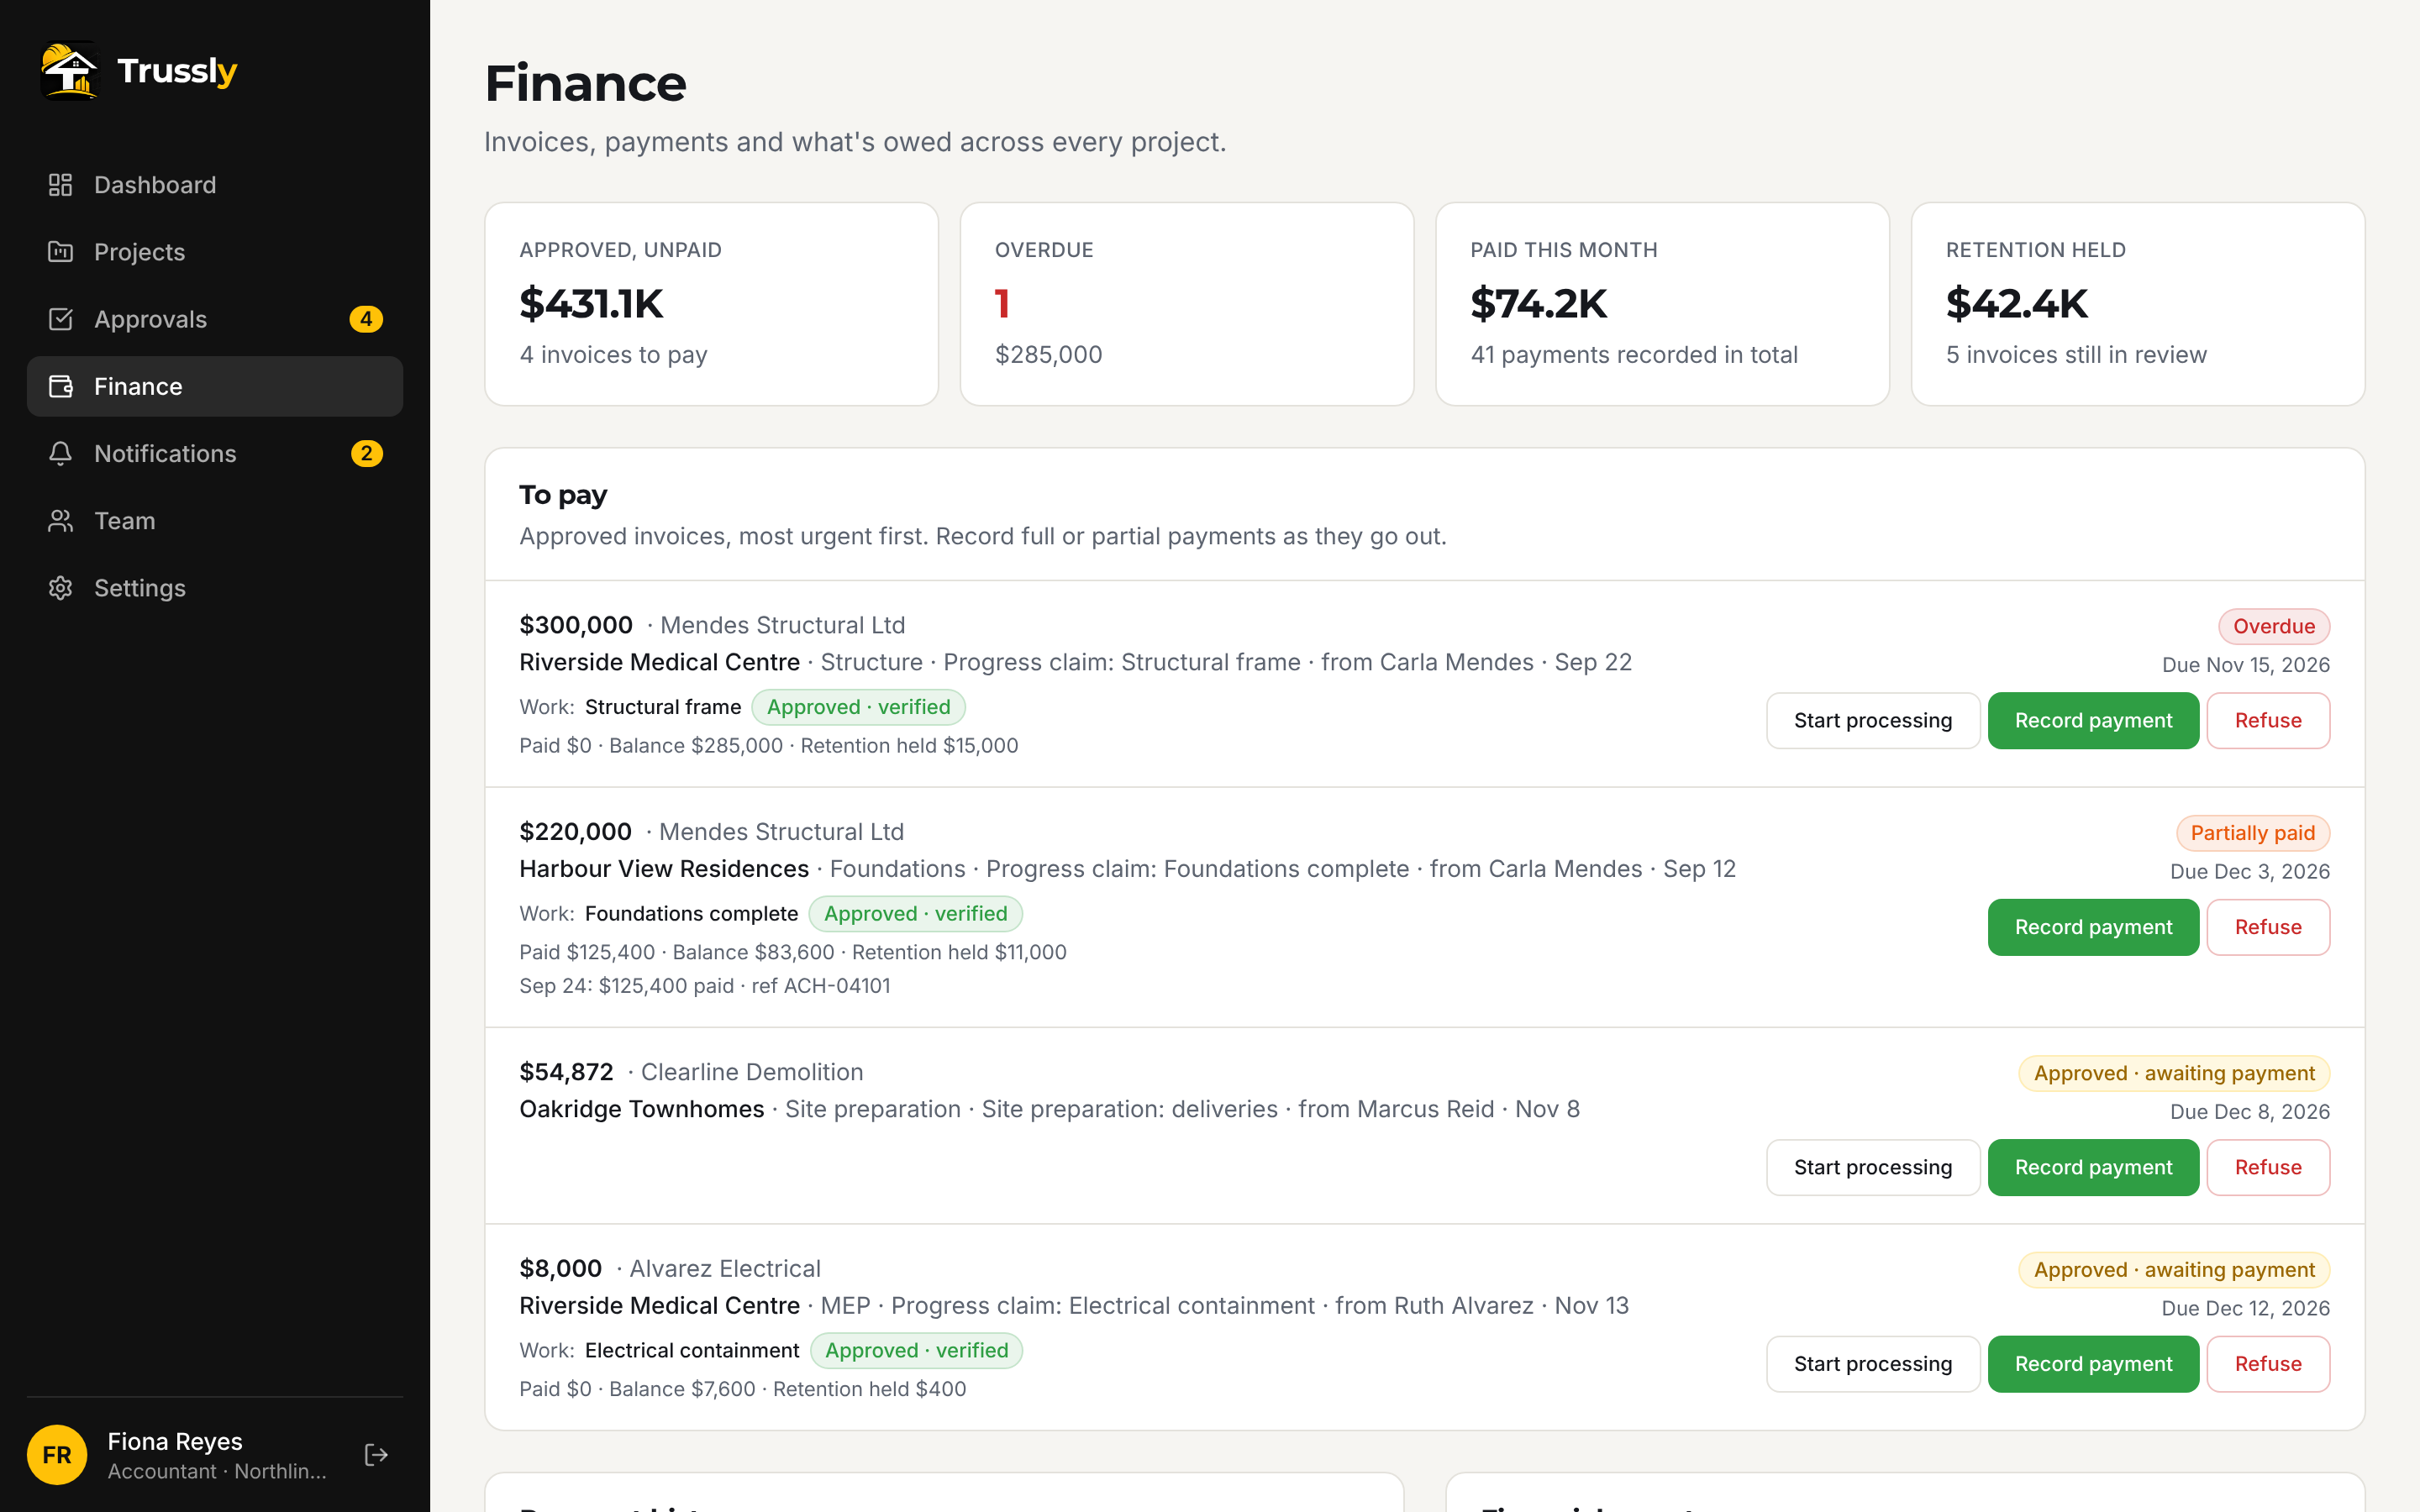 Trussly
Dashboard
Projects
Approvals 4
Finance
Notifications 2
Team
Settings
FR
Fiona Reyes
Accountant · Northlin...
Finance
Invoices, payments and what's owed across every project.
APPROVED, UNPAID
$431.1K
4 invoices to pay
OVERDUE
1
$285,000
PAID THIS MONTH
$74.2K
41 payments recorded in total
RETENTION HELD
$42.4K
5 invoices still in review
To pay
Approved invoices, most urgent first. Record full or partial payments as they go out.
$300,000 · Mendes Structural Ltd
Riverside Medical Centre · Structure · Progress claim: Structural frame · from Carla Mendes · Sep 22
Work: Structural frame Approved · verified
Paid $0 · Balance $285,000 · Retention held $15,000
Overdue
Due Nov 15, 2026
Start processing Record payment Refuse
$220,000 · Mendes Structural Ltd
Harbour View Residences · Foundations · Progress claim: Foundations complete · from Carla Mendes · Sep 12
Work: Foundations complete Approved · verified
Paid $125,400 · Balance $83,600 · Retention held $11,000
Sep 24: $125,400 paid · ref ACH-04101
Partially paid
Due Dec 3, 2026
Record payment Refuse
$54,872 · Clearline Demolition
Oakridge Townhomes · Site preparation · Site preparation: deliveries · from Marcus Reid · Nov 8
Approved · awaiting payment
Due Dec 8, 2026
Start processing Record payment Refuse
$8,000 · Alvarez Electrical
Riverside Medical Centre · MEP · Progress claim: Electrical containment · from Ruth Alvarez · Nov 13
Work: Electrical containment Approved · verified
Paid $0 · Balance $7,600 · Retention held $400
Approved · awaiting payment
Due Dec 12, 2026
Start processing Record payment Refuse